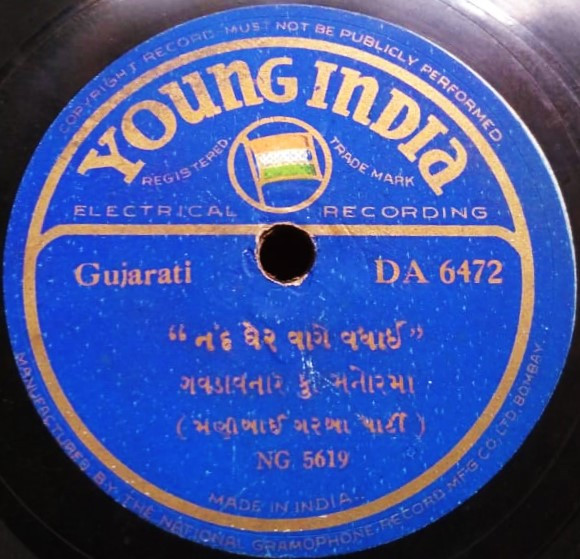 COPYRIGHT RECORD MUST NOT BE PUBLICLY PERFORMED.
YOUNG INDIA
REGISTERED TRADE MARK
ELECTRICAL RECORDING
Gujarati DA 6472
“નંદ ઘેર વાગે વધાઈ”
ગવડાવનાર કુ મનોરમા
(મણીબાઈ ગરબા પાર્ટી)
NG. 5619
MADE IN INDIA.
MANUFACTURED BY THE NATIONAL GRAMOPHONE RECORD MFG. CO. LTD. BOMBAY.